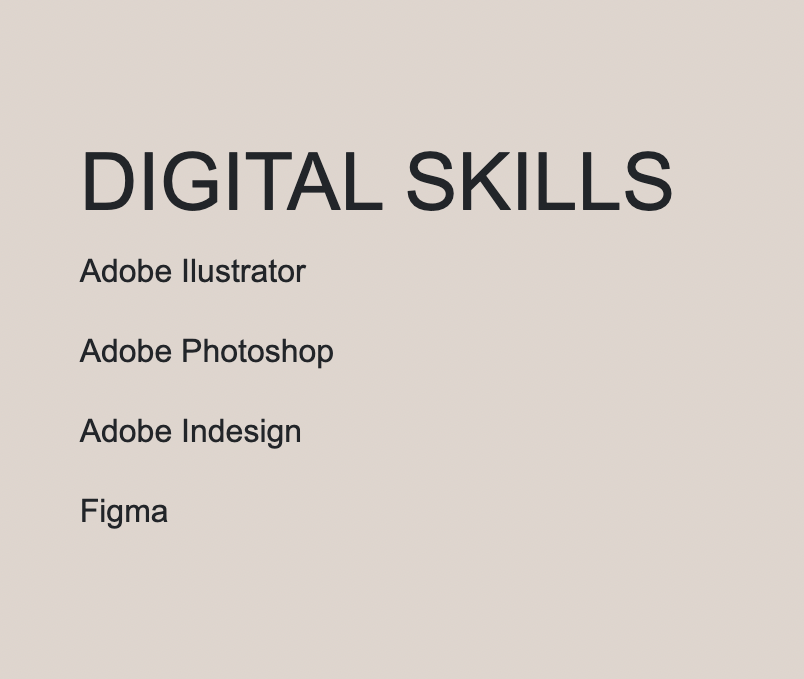 DIGITAL SKILLS
Adobe Ilustrator
Adobe Photoshop
Adobe Indesign
Figma